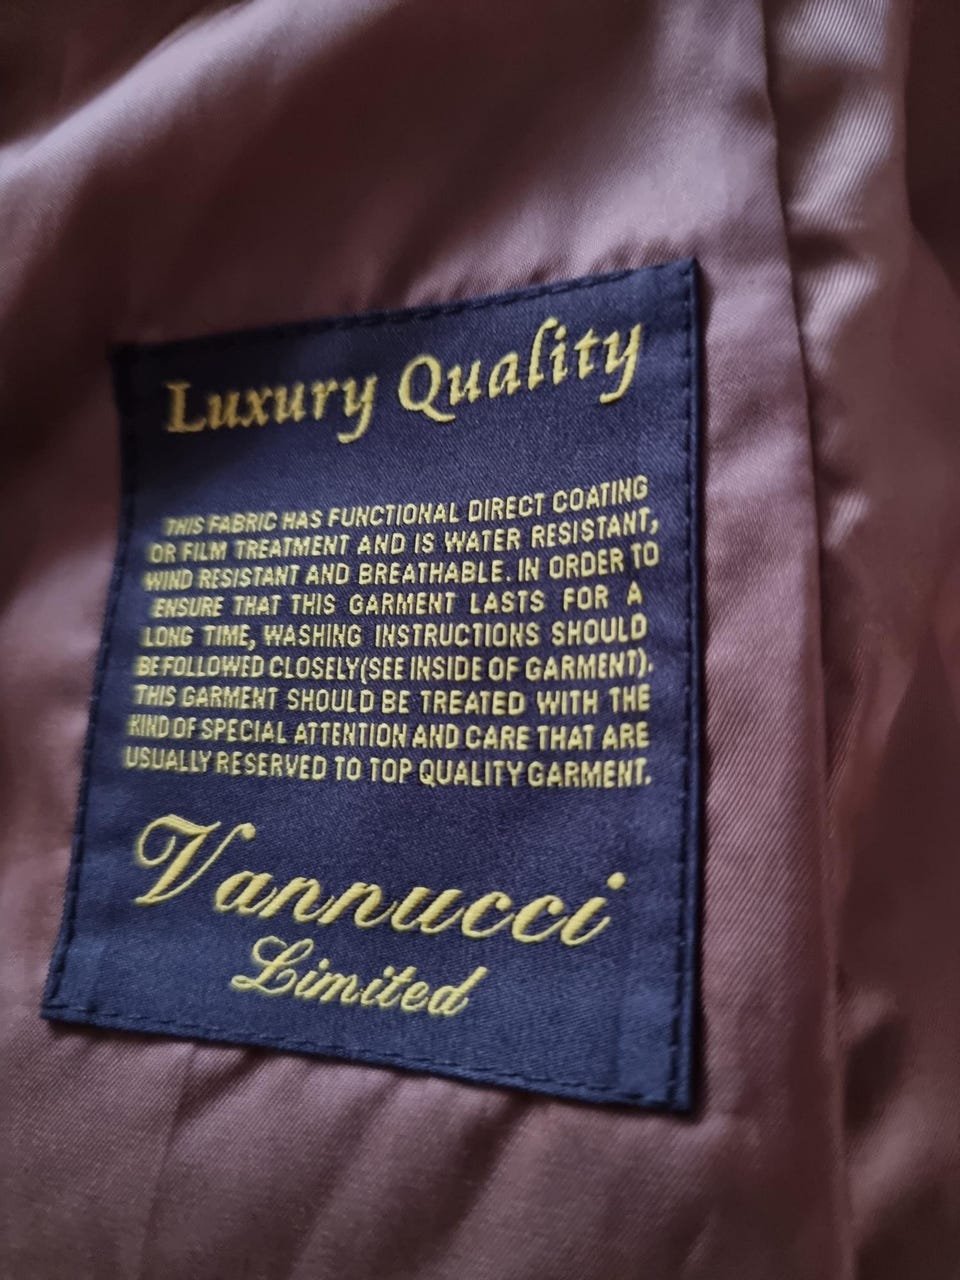 Luxury Quality
THIS FABRIC HAS FUNCTIONAL DIRECT COATING
OR FILM TREATMENT AND IS WATER RESISTANT,
WIND RESISTANT AND BREATHABLE. IN ORDER TO
ENSURE THAT THIS GARMENT LASTS FOR A
LONG TIME, WASHING INSTRUCTIONS SHOULD
BE FOLLOWED CLOSELY(SEE INSIDE OF GARMENT).
THIS GARMENT SHOULD BE TREATED WITH THE
KIND OF SPECIAL ATTENTION AND CARE THAT ARE
USUALLY RESERVED TO TOP QUALITY GARMENT.
Vannucci
Limited